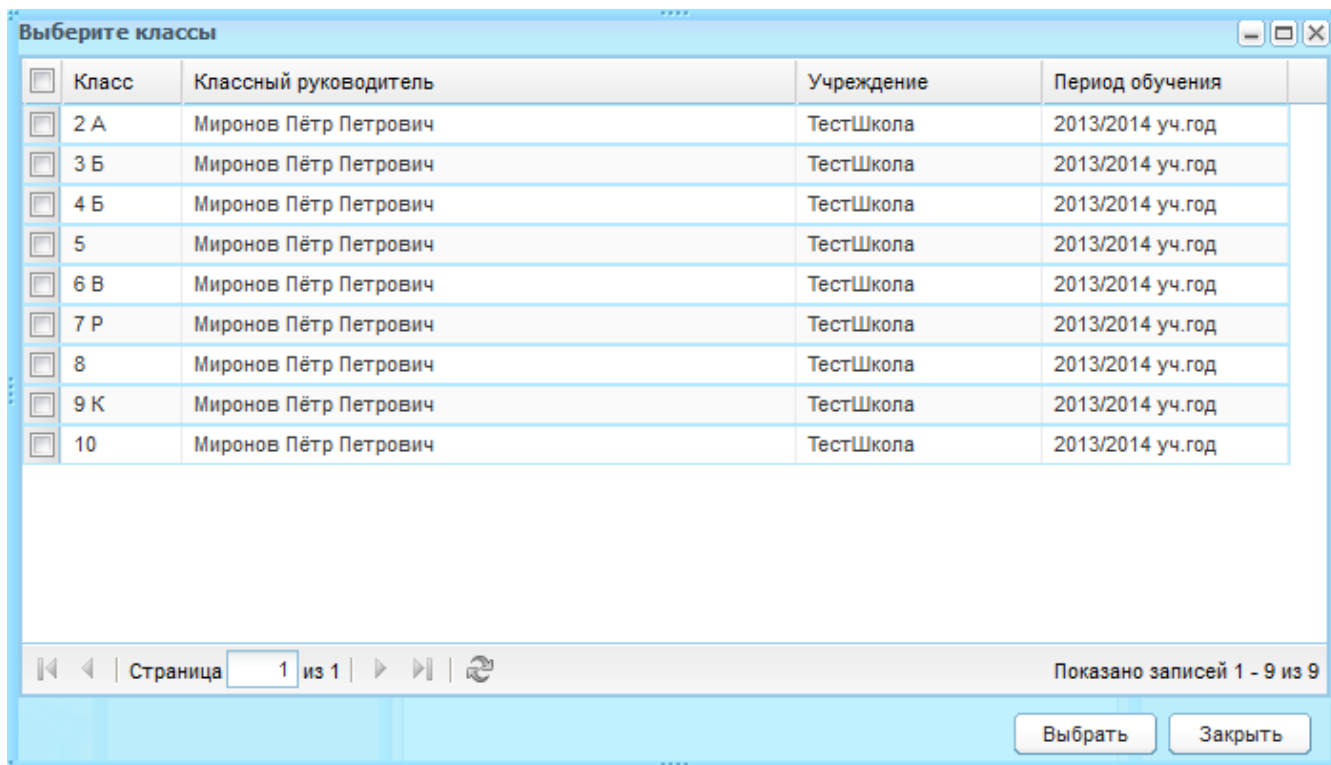 Выберите классы
Класс Классный руководитель Учреждение Период обучения
2 А Миронов Пётр Петрович ТестШкола 2013/2014 уч.год
3 Б Миронов Пётр Петрович ТестШкола 2013/2014 уч.год
4 Б Миронов Пётр Петрович ТестШкола 2013/2014 уч.год
5 Миронов Пётр Петрович ТестШкола 2013/2014 уч.год
6 В Миронов Пётр Петрович ТестШкола 2013/2014 уч.год
7 Р Миронов Пётр Петрович ТестШкола 2013/2014 уч.год
8 Миронов Пётр Петрович ТестШкола 2013/2014 уч.год
9 К Миронов Пётр Петрович ТестШкола 2013/2014 уч.год
10 Миронов Пётр Петрович ТестШкола 2013/2014 уч.год
Страница 1 из 1 Показано записей 1 - 9 из 9
Выбрать Закрыть